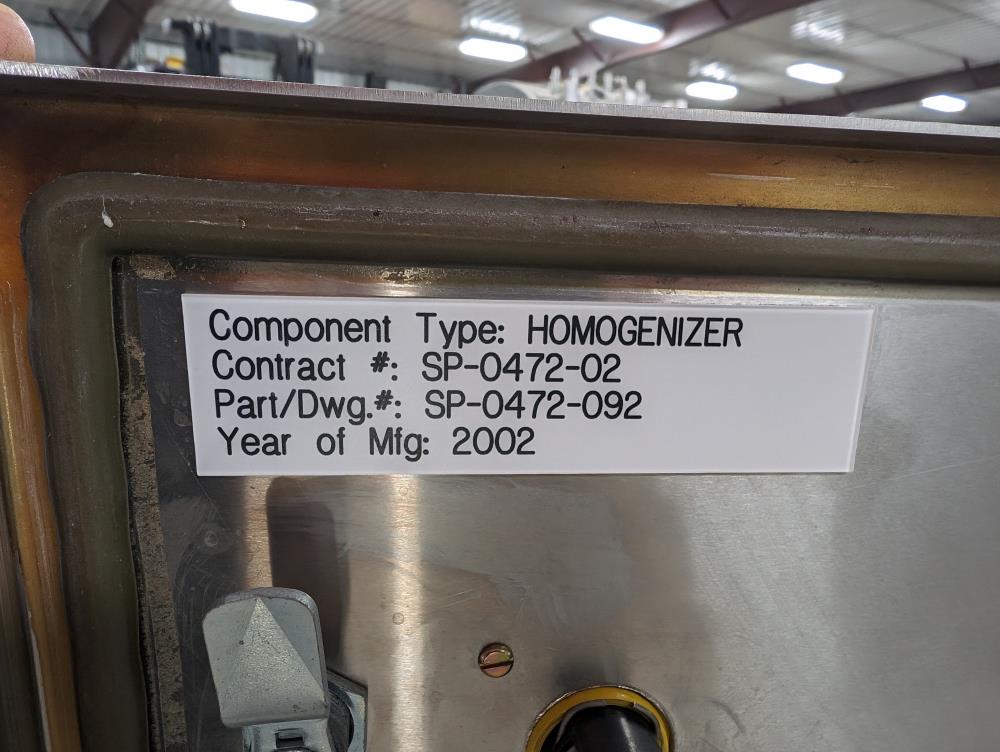 Component Type: HOMOGENIZER
Contract #: SP-0472-02
Part/Dwg.#: SP-0472-092
Year of Mfg: 2002